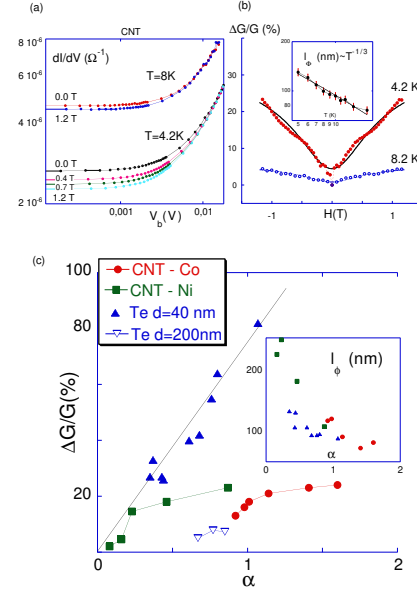 (a)
CNT
8 10⁻⁶
dI/dV (Ω⁻¹)
T=8K
6 10⁻⁶
0.0 T
1.2 T
4 10⁻⁶
T=4.2K
0.0 T
0.4 T
0.7 T
1.2 T
2 10⁻⁶
0,001
0,01
V_b(V)
ΔG/G (%)
(b)
40
30
20
10
0
l_Φ (nm)~T⁻¹/³
100
80
5 6 7 8 9 10
T (K)
4.2 K
8.2 K
-1
0
1
H(T)
(c)
100
80
20
ΔG/G(%)
CNT - Co
CNT - Ni
Te d=40 nm
Te d=200nm
l_ϕ (nm)
200
100
0
1
2
α
0
1
2
α